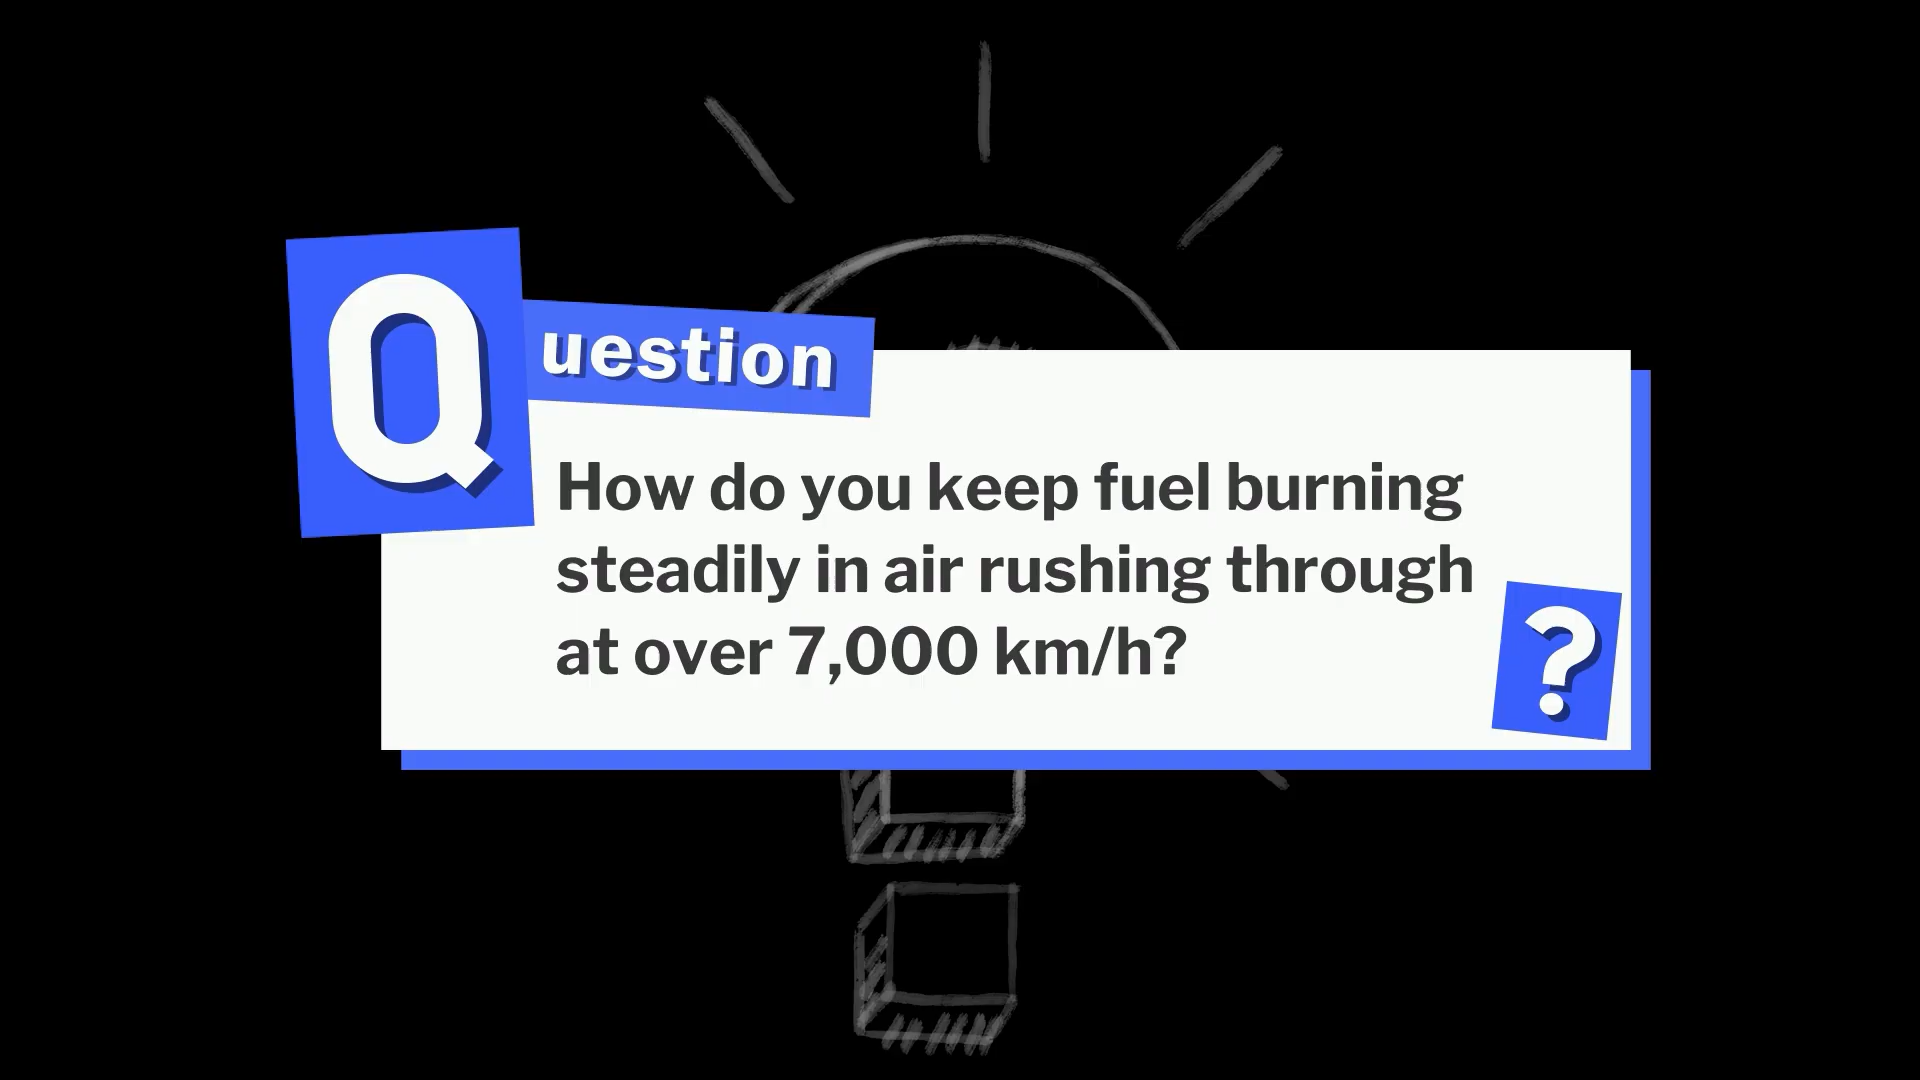 Question
How do you keep fuel burning
steadily in air rushing through
at over 7,000 km/h?
?